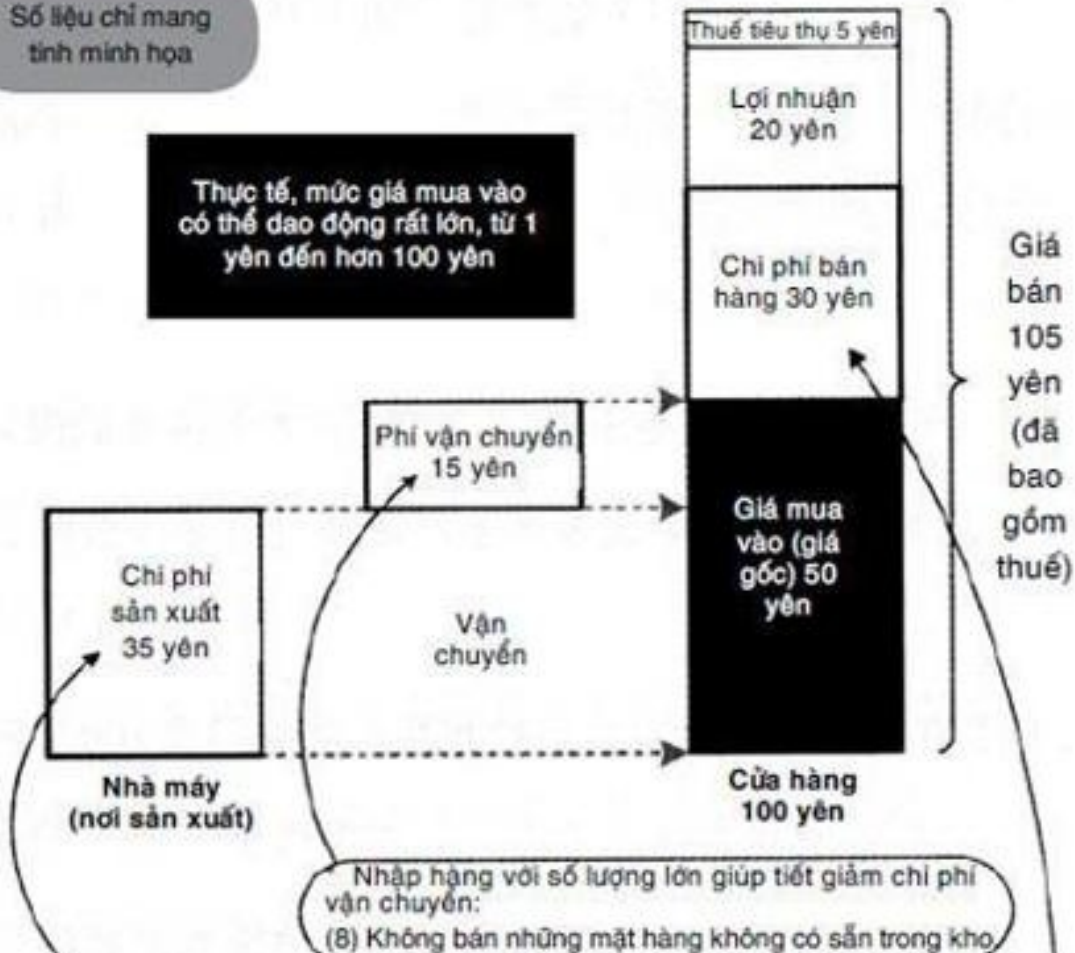 Số liệu chỉ mang
tính minh họa
Thuế tiêu thụ 5 yên
Lợi nhuận
20 yên
Thực tế, mức giá mua vào
có thể dao động rất lớn, từ 1
yên đến hơn 100 yên
Chi phí bán
hàng 30 yên
Giá
bán
105
yên
(đã
bao
gồm
thuế)
Phí vận chuyển
15 yên
Giá mua
vào (giá
gốc) 50
yên
Chi phí
sản xuất
35 yên
Vận
chuyển
Nhà máy
(nơi sản xuất)
Cửa hàng
100 yên
Nhập hàng với số lượng lớn giúp tiết giảm chi phí
vận chuyển:
(8) Không bán những mặt hàng không có sẵn trong kho